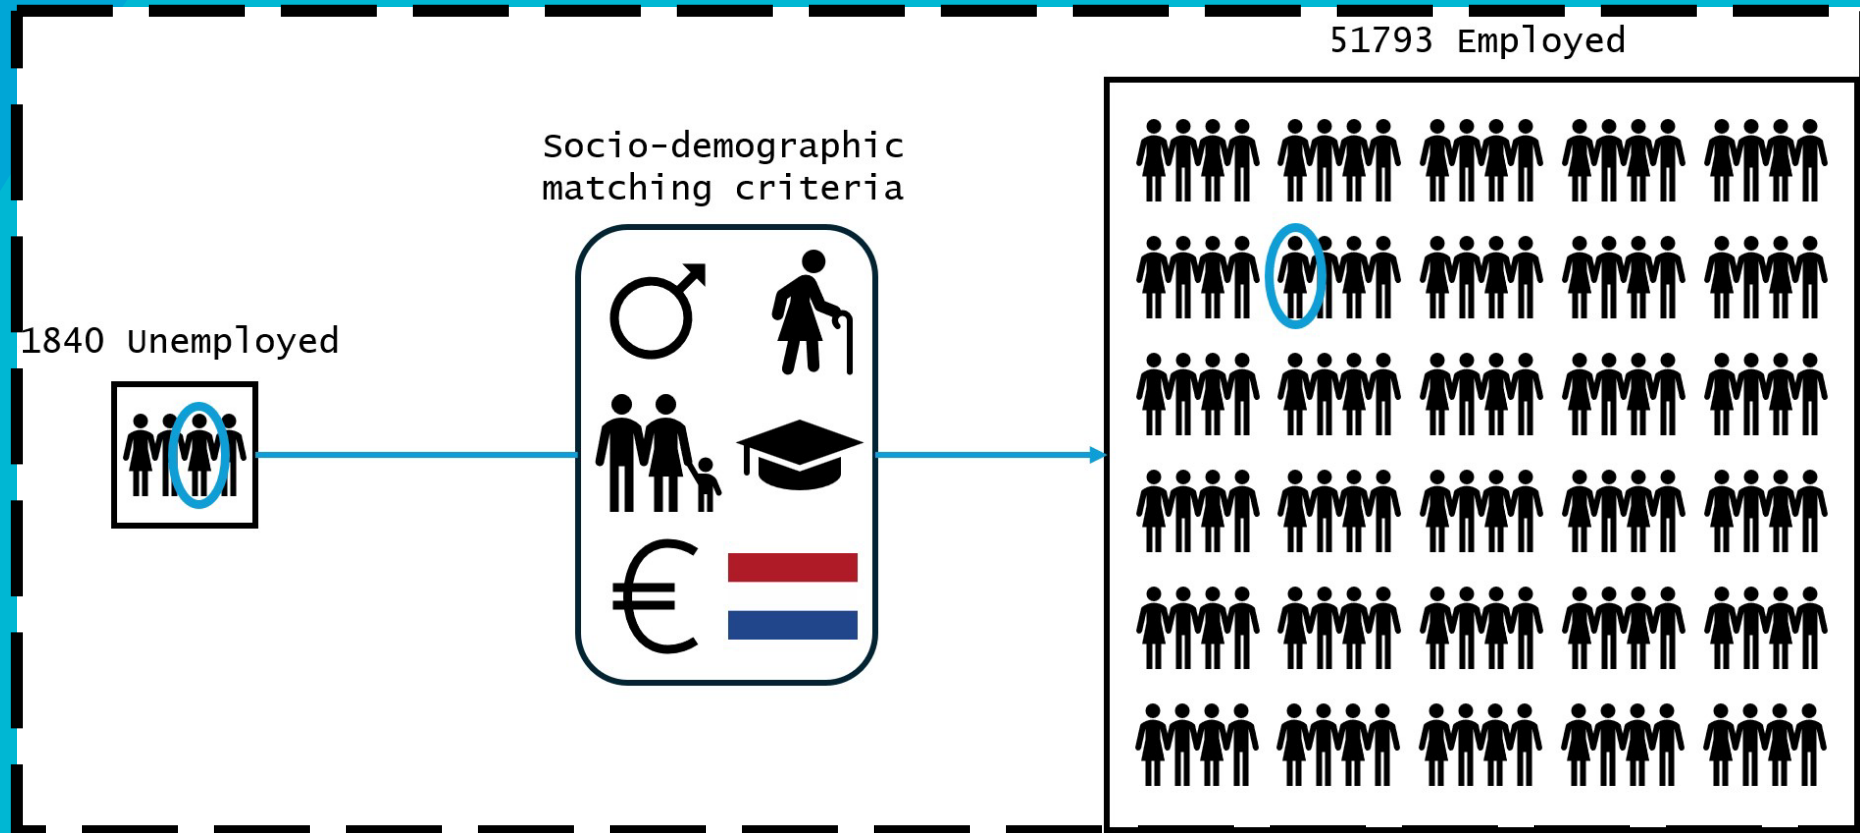 51793 Employed
Socio-demographic
matching criteria
1840 Unemployed
€